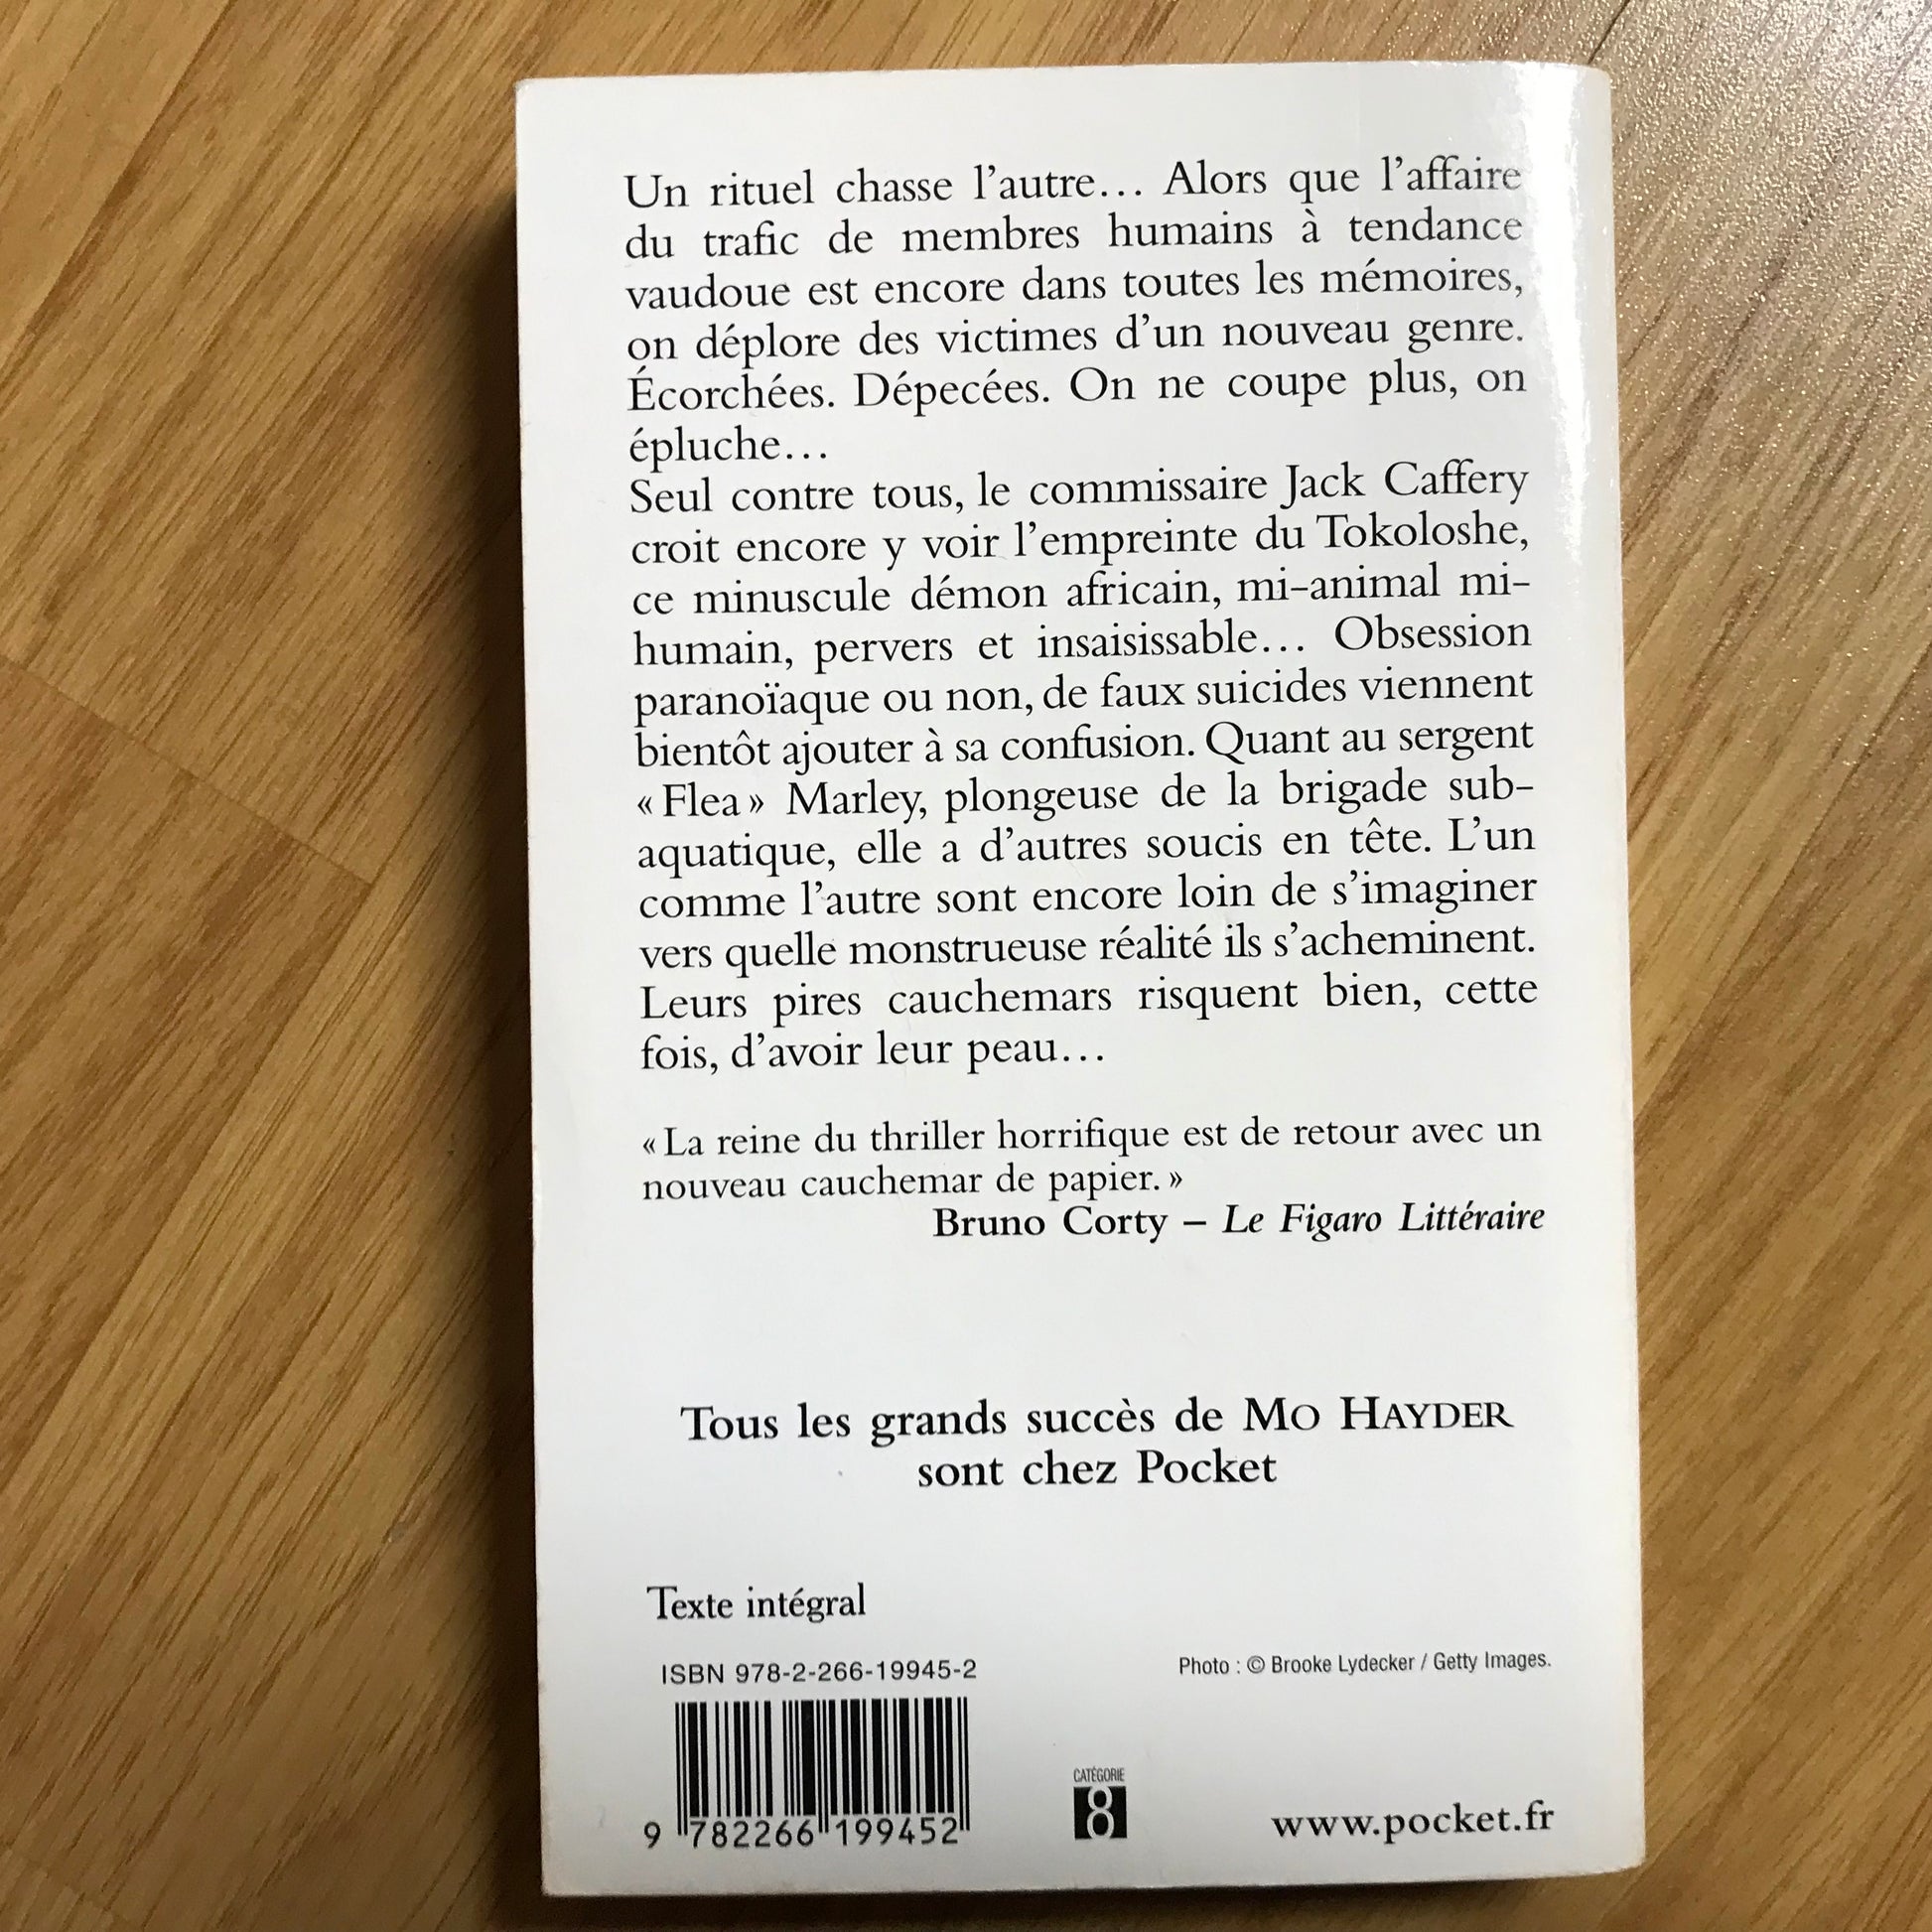 Un rituel chasse l'autre… Alors que l'affaire
du trafic de membres humains à tendance
vaudoue est encore dans toutes les mémoires,
on déplore des victimes d'un nouveau genre.
Écorchées. Dépecées. On ne coupe plus, on
épluche…
Seul contre tous, le commissaire Jack Caffery
croit encore y voir l'empreinte du Tokoloshe,
ce minuscule démon africain, mi-animal mi-
humain, pervers et insaisissable… Obsession
paranoïaque ou non, de faux suicides viennent
bientôt ajouter à sa confusion. Quant au sergent
« Flea » Marley, plongeuse de la brigade sub-
aquatique, elle a d'autres soucis en tête. L'un
comme l'autre sont encore loin de s'imaginer
vers quelle monstrueuse réalité ils s'acheminent.
Leurs pires cauchemars risquent bien, cette
fois, d'avoir leur peau…
« La reine du thriller horrifique est de retour avec un
nouveau cauchemar de papier. »
Bruno Corty – Le Figaro Littéraire
Tous les grands succès de MO HAYDER
sont chez Pocket
Texte intégral
ISBN 978-2-266-19945-2
Photo : © Brooke Lydecker / Getty Images.
9 782266 199452
CATÉGORIE
8
www.pocket.fr